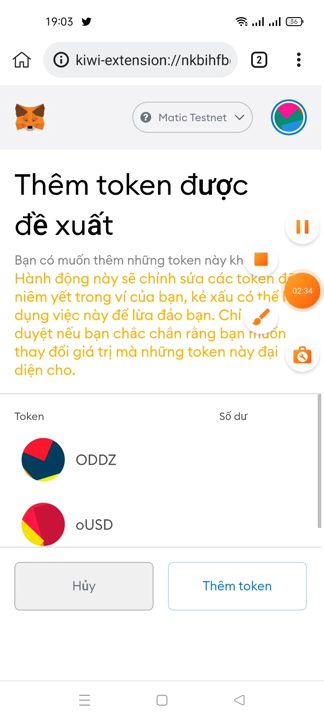 19:03
36
kiwi-extension://nkbihfb
2
Matic Testnet
Thêm token được
đề xuất
Bạn có muốn thêm những token này kh
Hành động này sẽ chỉnh sửa các token đã
niêm yết trong ví của bạn, kẻ xấu có thể l
dụng việc này để lừa đảo bạn. Chỉ
duyệt nếu bạn chắc chắn rằng bạn muốn
thay đổi giá trị mà những token này đại
diện cho.
02:34
Token Số dư
ODDZ
oUSD
Hủy Thêm token